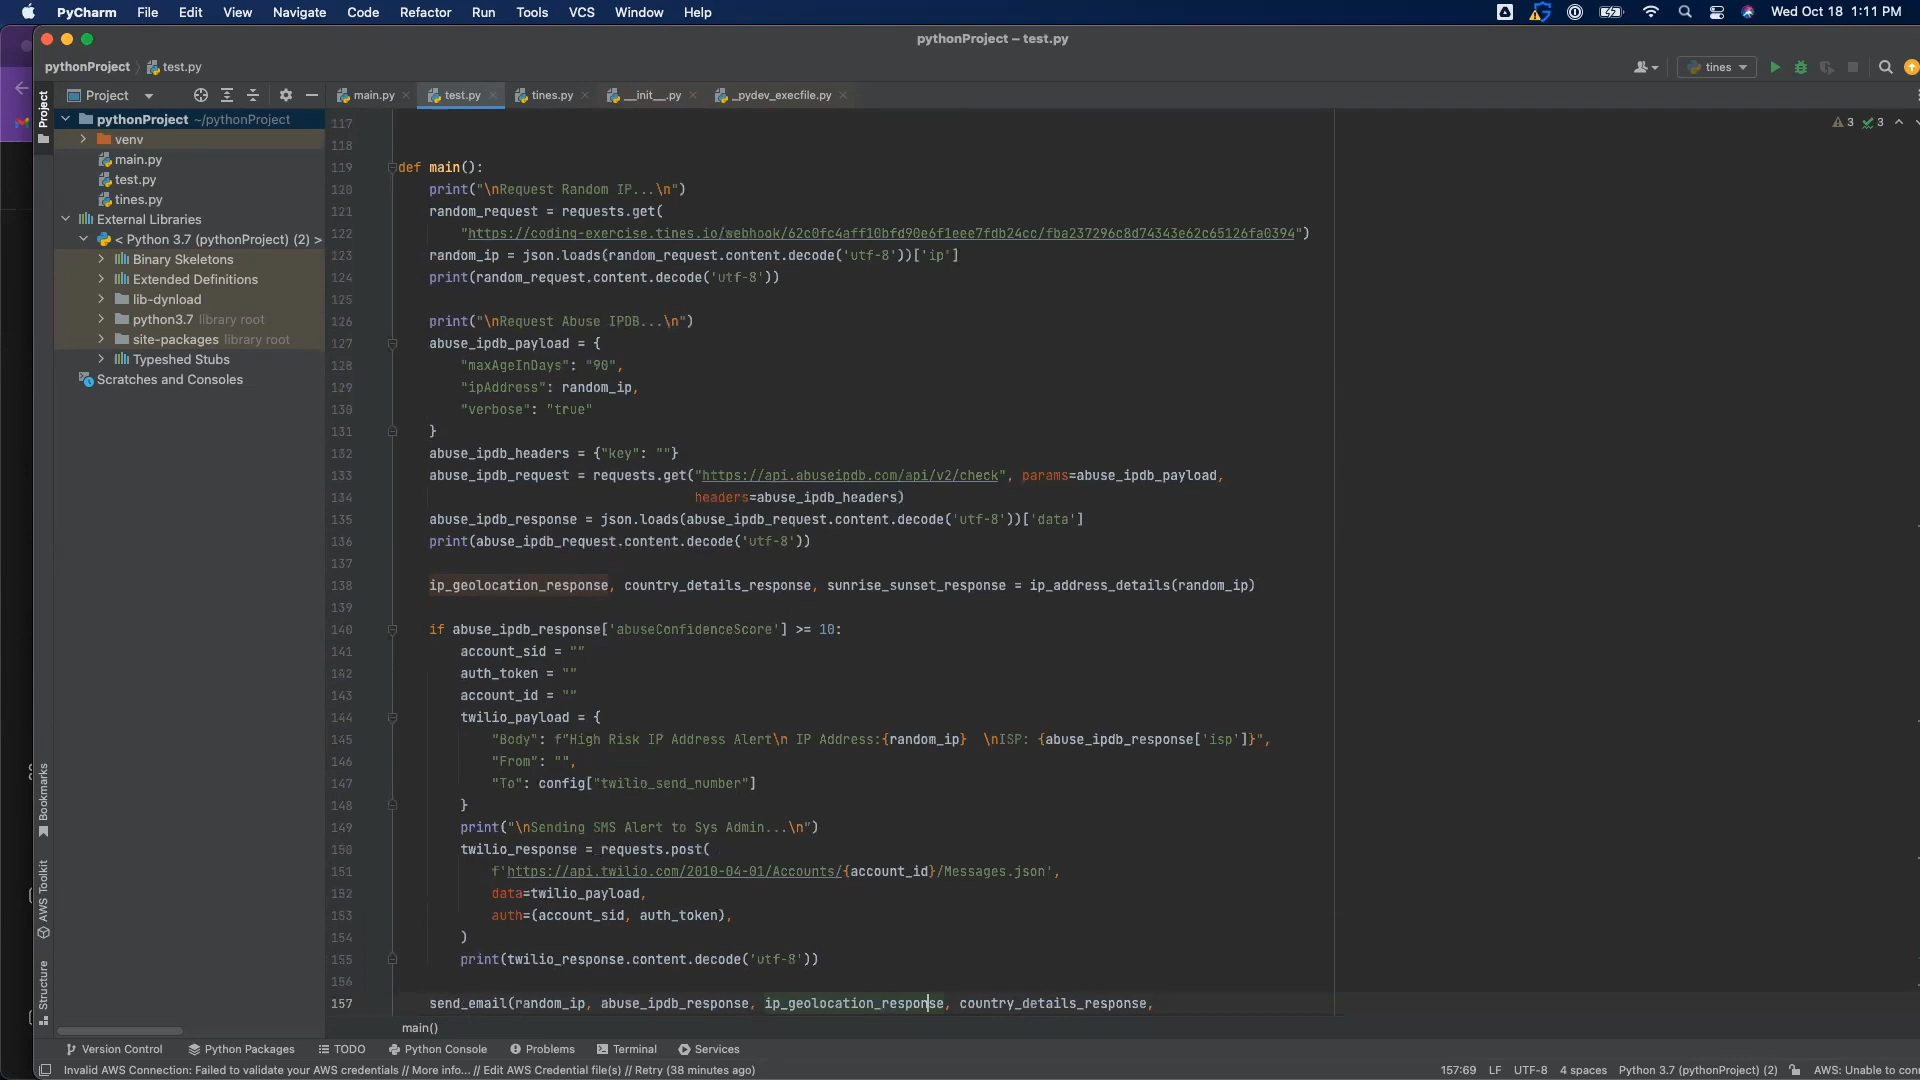 PyCharm File Edit View Navigate Code Refactor Run Tools VCS Window Help Wed Oct 18 1:11 PM
pythonProject – test.py
pythonProject test.py tines
Project main.py test.py tines.py __init__.py _pydev_execfile.py
Project
pythonProject ~/pythonProject
venv
main.py
test.py
tines.py
External Libraries
< Python 3.7 (pythonProject) (2) >
Binary Skeletons
Extended Definitions
lib-dynload
python3.7 library root
site-packages library root
Typeshed Stubs
Scratches and Consoles
3 3
117
118
119 def main():
120 print("\nRequest Random IP...\n")
121 random_request = requests.get(
122 "https://coding-exercise.tines.io/webhook/62c0fc4aff10bfd90e6f1eee7fdb24cc/fba237296c8d74343e62c65126fa0394")
123 random_ip = json.loads(random_request.content.decode('utf-8'))['ip']
124 print(random_request.content.decode('utf-8'))
125
126 print("\nRequest Abuse IPDB...\n")
127 abuse_ipdb_payload = {
128 "maxAgeInDays": "90",
129 "ipAddress": random_ip,
130 "verbose": "true"
131 }
132 abuse_ipdb_headers = {"key": ""}
133 abuse_ipdb_request = requests.get("https://api.abuseipdb.com/api/v2/check", params=abuse_ipdb_payload,
134 headers=abuse_ipdb_headers)
135 abuse_ipdb_response = json.loads(abuse_ipdb_request.content.decode('utf-8'))['data']
136 print(abuse_ipdb_request.content.decode('utf-8'))
137
138 ip_geolocation_response, country_details_response, sunrise_sunset_response = ip_address_details(random_ip)
139
140 if abuse_ipdb_response['abuseConfidenceScore'] >= 10:
141 account_sid = ""
142 auth_token = ""
143 account_id = ""
144 twilio_payload = {
145 "Body": f"High Risk IP Address Alert\n IP Address:{random_ip}  \nISP: {abuse_ipdb_response['isp']}",
146 "From": "",
147 "To": config["twilio_send_number"]
148 }
149 print("\nSending SMS Alert to Sys Admin...\n")
150 twilio_response = requests.post(
151 f'https://api.twilio.com/2010-04-01/Accounts/{account_id}/Messages.json',
152 data=twilio_payload,
153 auth=(account_sid, auth_token),
154 )
155 print(twilio_response.content.decode('utf-8'))
156
157 send_email(random_ip, abuse_ipdb_response, ip_geolocation_response, country_details_response,
main()
Bookmarks
AWS Toolkit
Structure
Version Control Python Packages TODO Python Console Problems Terminal Services
Invalid AWS Connection: Failed to validate your AWS credentials // More info... // Edit AWS Credential file(s) // Retry (38 minutes ago) 157:69 LF UTF-8 4 spaces Python 3.7 (pythonProject) (2) AWS: Unable to